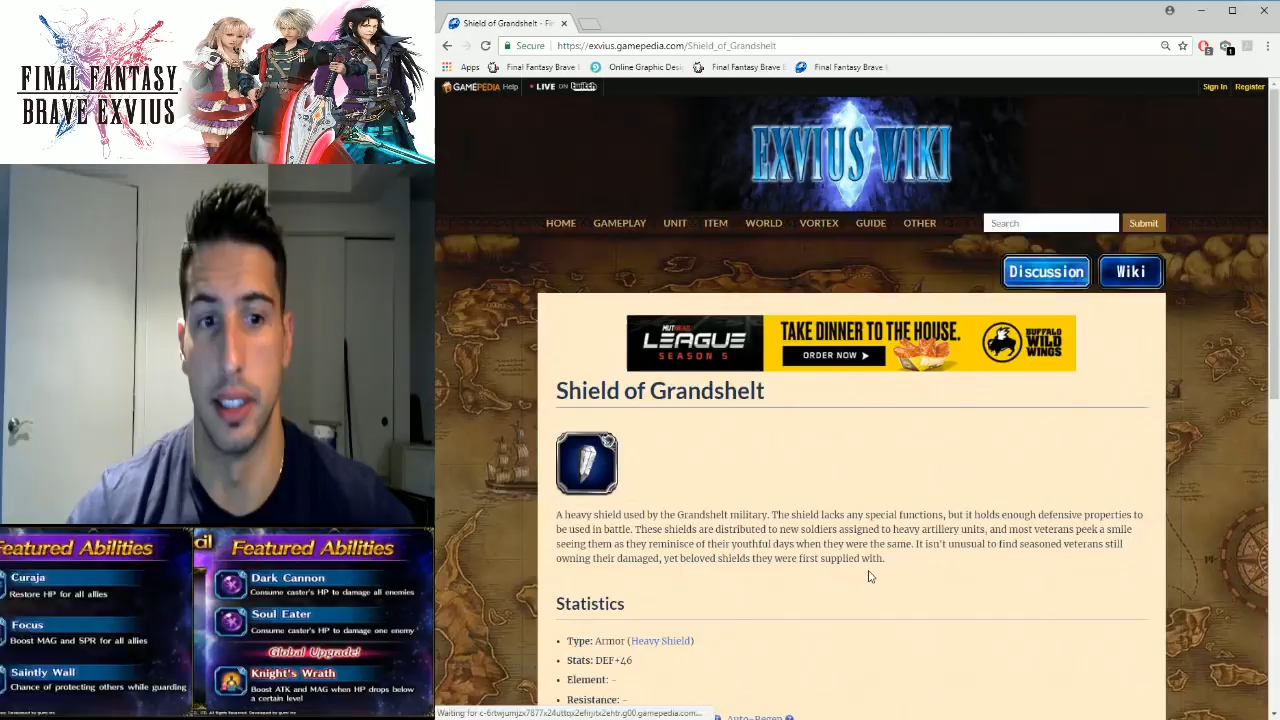 FINAL FANTASY
BRAVE EXVIUS
Featured Abilities
Curaja
Restore HP for all allies
Focus
Boost MAG and SPR for all allies
Saintly Wall
Chance of protecting others while guarding
cil
Featured Abilities
Dark Cannon
Consume caster's HP to damage all enemies
Soul Eater
Consume caster's HP to damage one enemy
Global Upgrade!
Knight's Wrath
Boost ATK and MAG when HP drops below
a certain level
Shield of Grandshelt - Fi
Secure https://exvius.gamepedia.com/Shield_of_Grandshelt
Apps Final Fantasy Brave Online Graphic Desig Final Fantasy Brave Final Fantasy Brave
GAMEPEDIA Help LIVE ON twitch Sign In Register
EXVIUS WIKI
HOME GAMEPLAY UNIT ITEM WORLD VORTEX GUIDE OTHER Search Submit
Discussion Wiki
MUTHEAD
LEAGUE
SEASON 5
TAKE DINNER TO THE HOUSE.
ORDER NOW
BUFFALO
WILD
WINGS
Shield of Grandshelt
A heavy shield used by the Grandshelt military. The shield lacks any special functions, but it holds enough defensive properties to
be used in battle. These shields are distributed to new soldiers assigned to heavy artillery units, and most veterans peek a smile
seeing them as they reminisce of their youthful days when they were the same. It isn't unusual to find seasoned veterans still
owning their damaged, yet beloved shields they were first supplied with.
Statistics
Type: Armor (Heavy Shield)
Stats: DEF+46
Element: -
Resistance: -
Auto-Regen